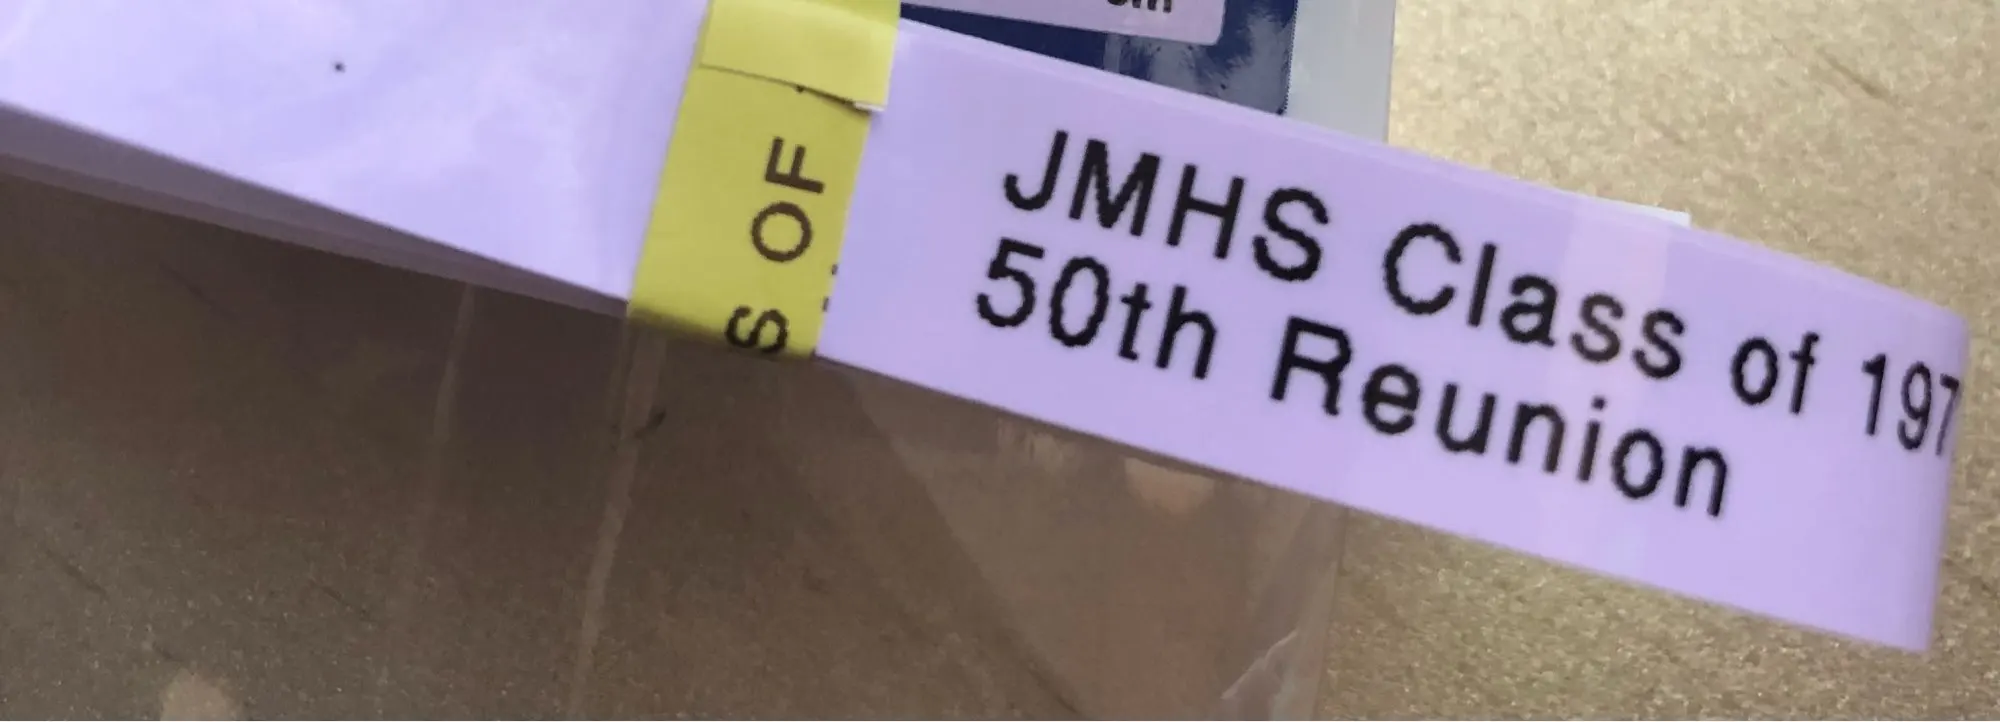 JMHS Class of 197
50th Reunion
S OF